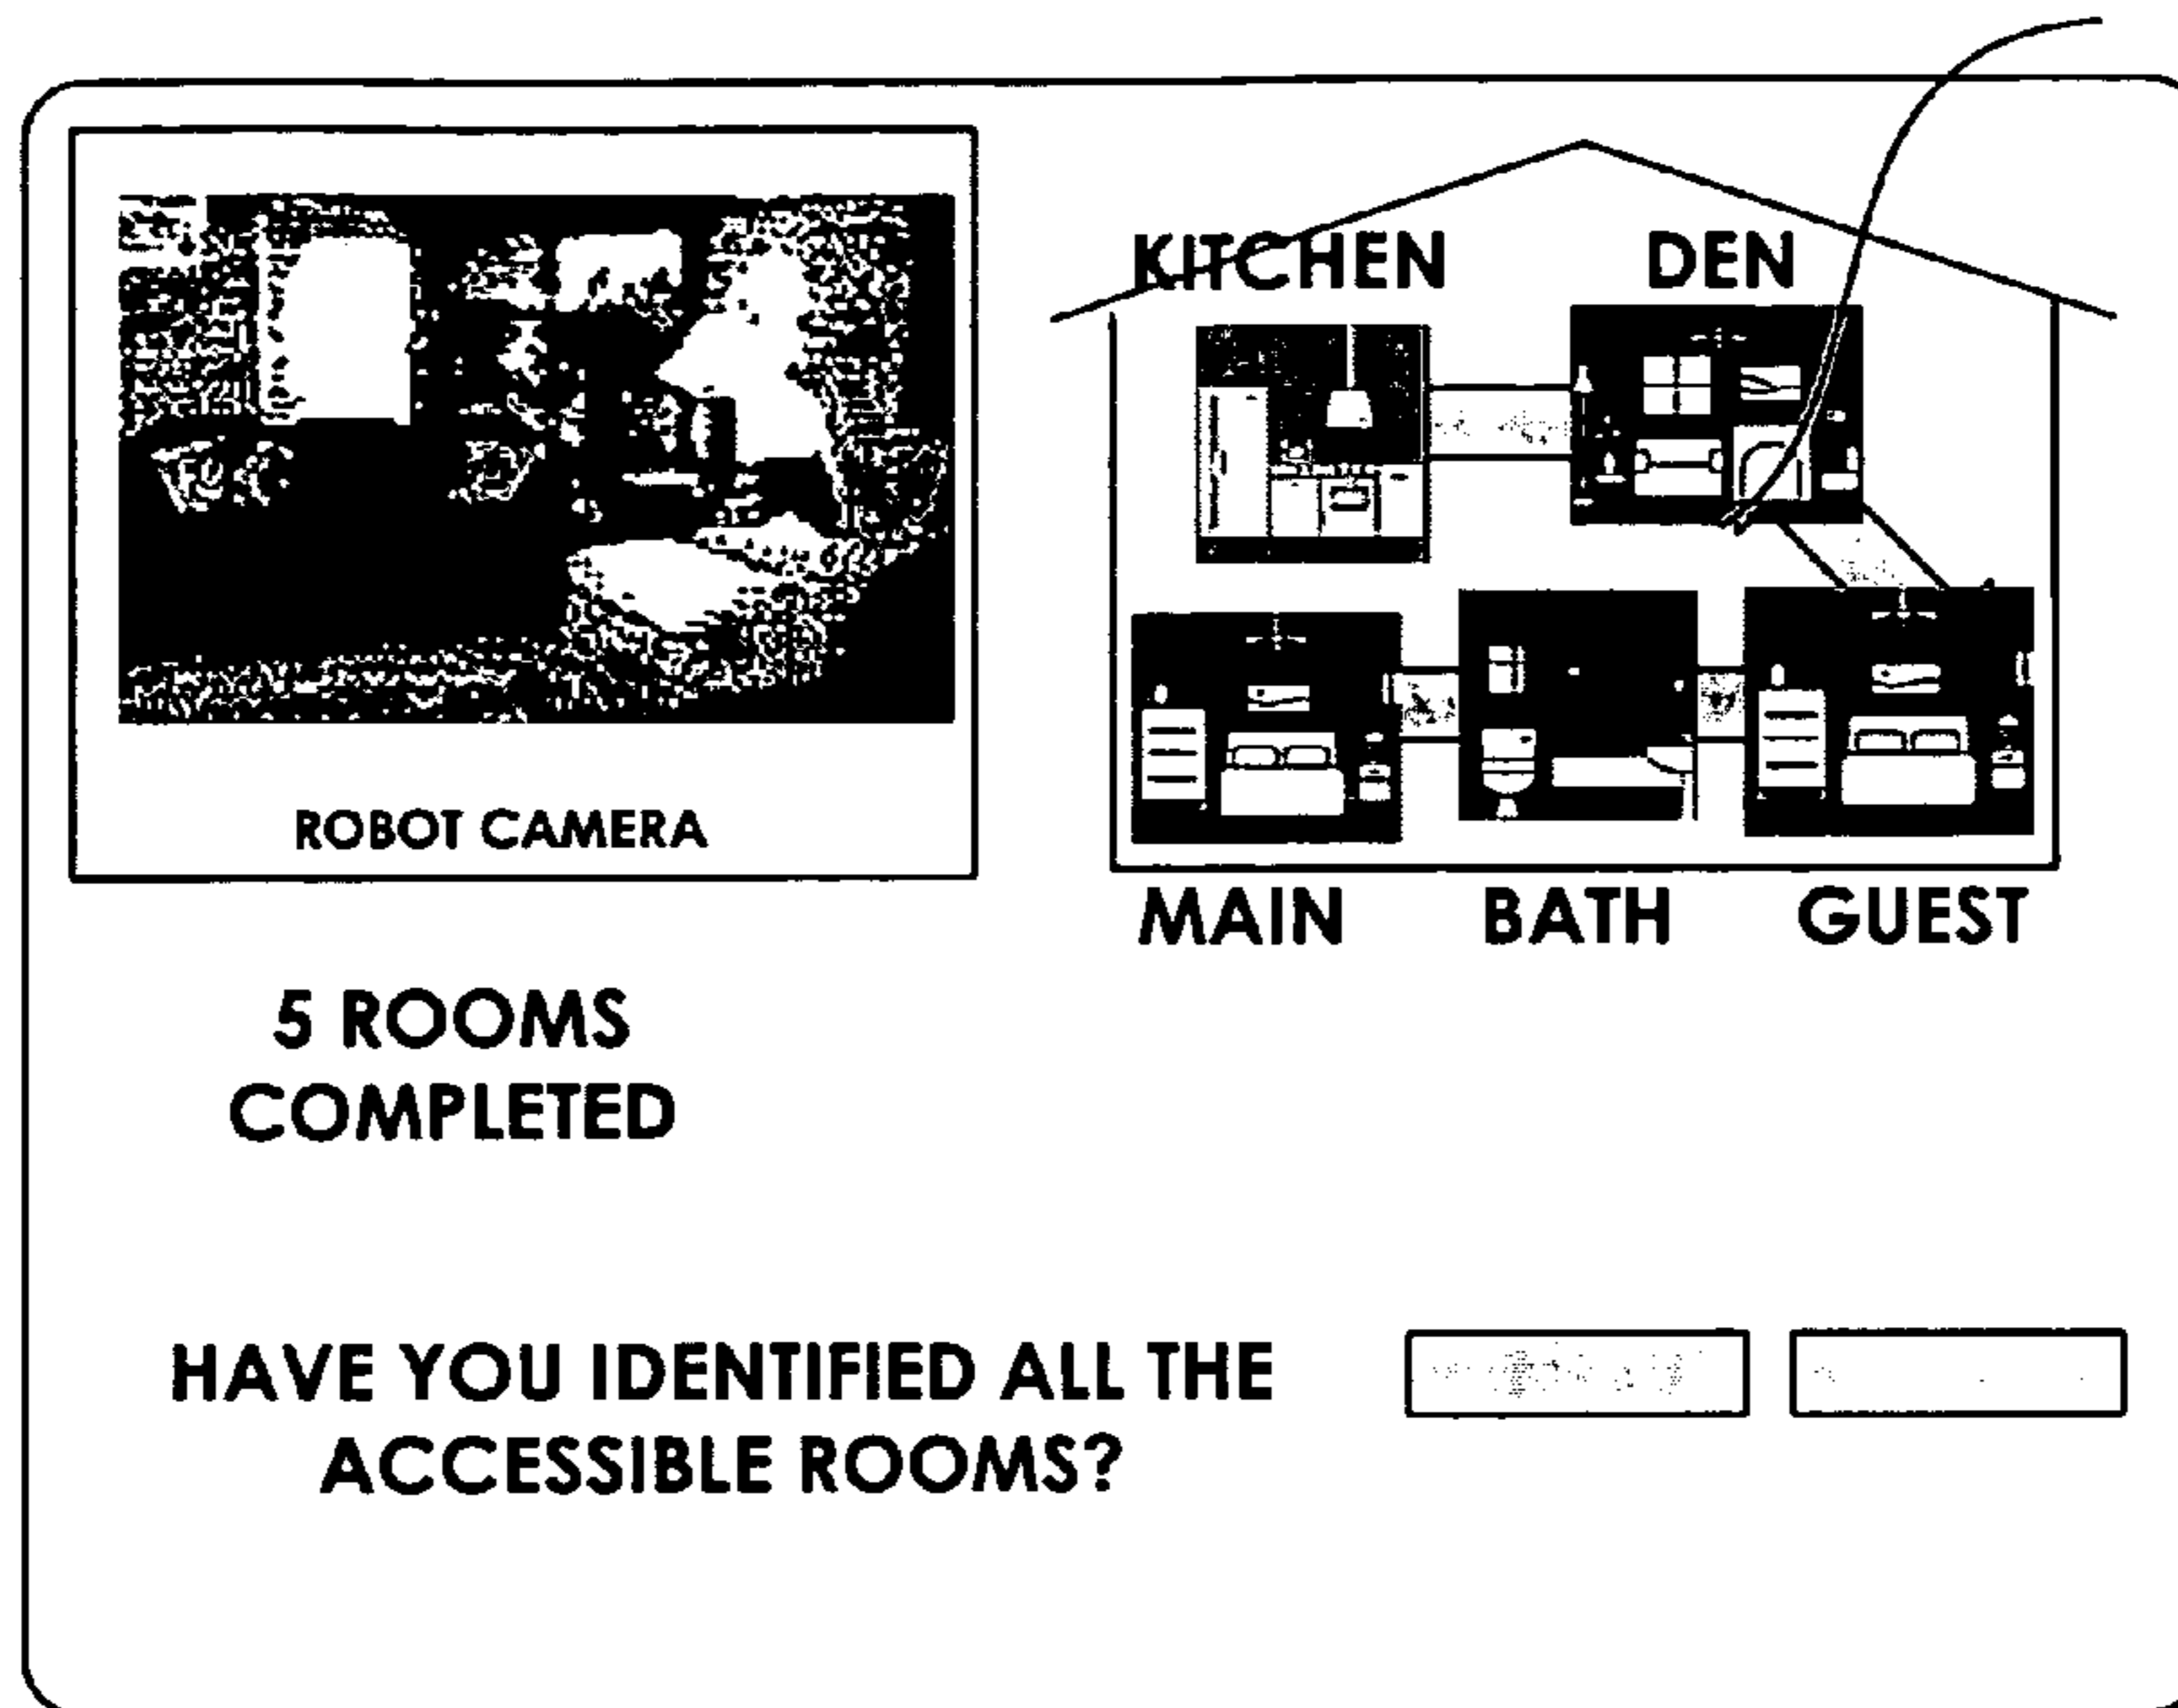 KITCHEN
DEN
ROBOT CAMERA
MAIN
BATH
GUEST
5 ROOMS
COMPLETED
HAVE YOU IDENTIFIED ALL THE
ACCESSIBLE ROOMS?